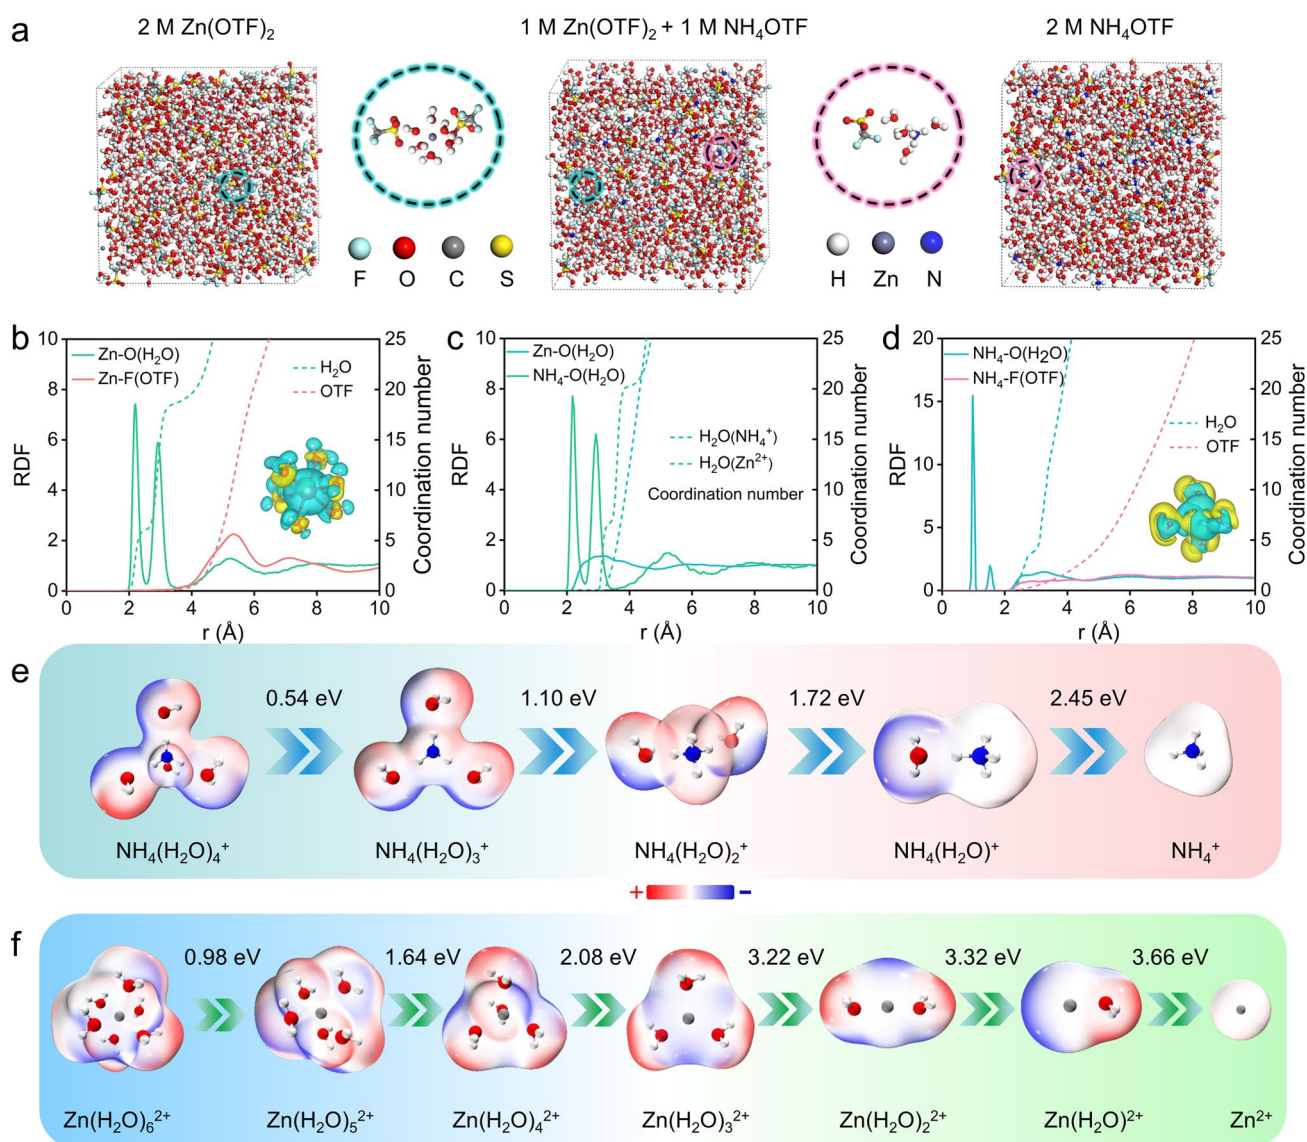 a
2 M Zn(OTF)₂
1 M Zn(OTF)₂ + 1 M NH₄OTF
2 M NH₄OTF
F O C S
H Zn N
b
10
8
6
4
2
0
RDF
Zn-O(H₂O)
Zn-F(OTF)
H₂O
OTF
25
20
15
10
5
0
Coordination number
0 2 4 6 8 10
r (Å)
c
10
8
6
4
2
0
RDF
Zn-O(H₂O)
NH₄-O(H₂O)
H₂O(NH₄⁺)
H₂O(Zn²⁺)
Coordination number
25
20
15
10
5
0
Coordination number
0 2 4 6 8 10
r (Å)
d
20
15
10
5
0
RDF
NH₄-O(H₂O)
NH₄-F(OTF)
H₂O
OTF
25
20
15
10
5
0
Coordination number
0 2 4 6 8 10
r (Å)
e
0.54 eV 1.10 eV 1.72 eV 2.45 eV
NH₄(H₂O)₄⁺ NH₄(H₂O)₃⁺ NH₄(H₂O)₂⁺ NH₄(H₂O)⁺ NH₄⁺
+ −
f
0.98 eV 1.64 eV 2.08 eV 3.22 eV 3.32 eV 3.66 eV
Zn(H₂O)₆²⁺ Zn(H₂O)₅²⁺ Zn(H₂O)₄²⁺ Zn(H₂O)₃²⁺ Zn(H₂O)₂²⁺ Zn(H₂O)²⁺ Zn²⁺